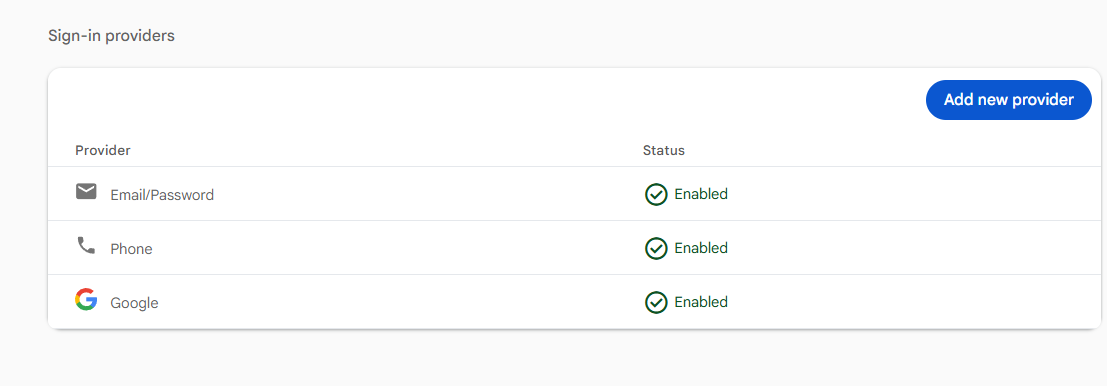 Sign-in providers
Add new provider
Provider Status
Email/Password Enabled
Phone Enabled
Google Enabled